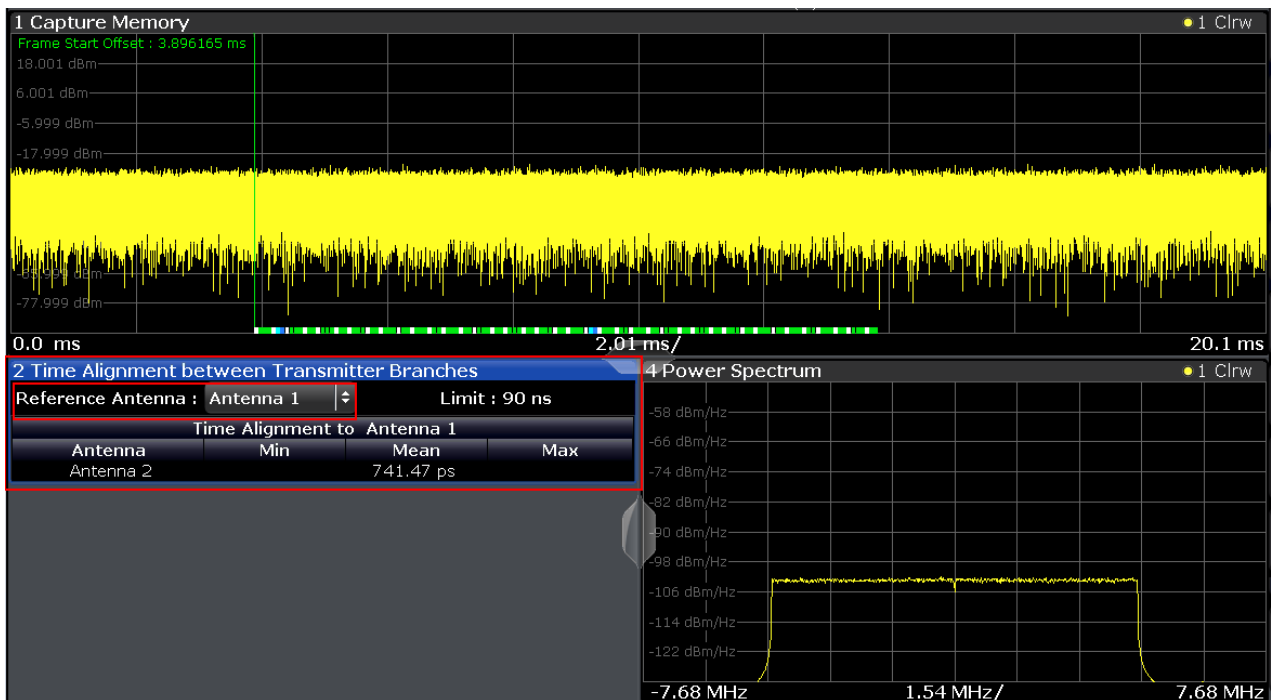 1 Capture Memory
1 Clrw
Frame Start Offset : 3.896165 ms
18.001 dBm
6.001 dBm
-5.999 dBm
-17.999 dBm
-65.999 dBm
-77.999 dBm
0.0 ms
2.01 ms/
20.1 ms
2 Time Alignment between Transmitter Branches
Reference Antenna : Antenna 1
Limit : 90 ns
Time Alignment to Antenna 1
Antenna Min Mean Max
Antenna 2 741.47 ps
4 Power Spectrum
1 Clrw
-58 dBm/Hz
-66 dBm/Hz
-74 dBm/Hz
-82 dBm/Hz
-90 dBm/Hz
-98 dBm/Hz
-106 dBm/Hz
-114 dBm/Hz
-122 dBm/Hz
-7.68 MHz
1.54 MHz/
7.68 MHz